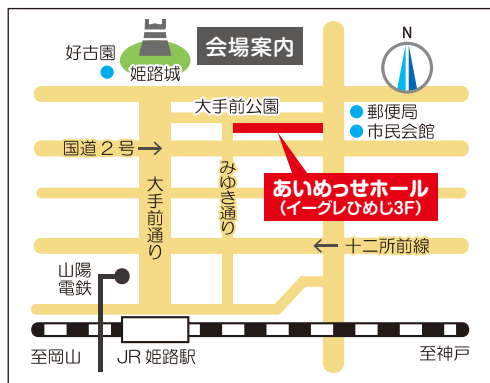 会場案内
N
好古園
姫路城
大手前公園
郵便局
市民会館
国道2号
あいめっせホール
(イーグレひめじ3F)
大手前通り
みゆき通り
十二所前線
山陽
電鉄
至岡山
JR 姫路駅
至神戸